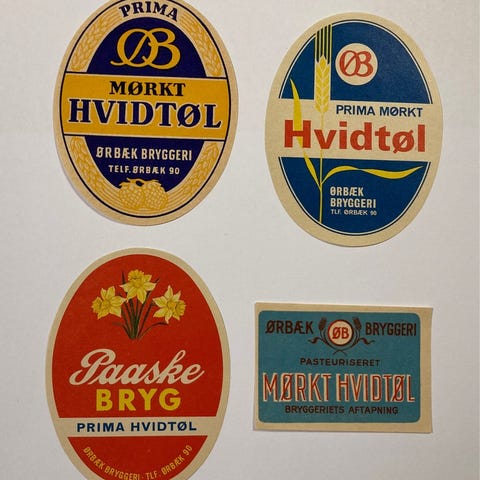 PRIMA
ØB
MØRKT
HVIDTØL
ØRBÆK BRYGGERI
TELF. ØRBÆK 90
ØB
PRIMA MØRKT
Hvidtøl
ØRBÆK
BRYGGERI
TLF. ØRBÆK 90
Paaske
BRYG
PRIMA HVIDTØL
ØRBÆK BRYGGERI · TLF. ØRBÆK 90
ØRBÆK ØB BRYGGERI
PASTEURISERET
MØRKT HVIDTØL
BRYGGERIETS AFTAPNING